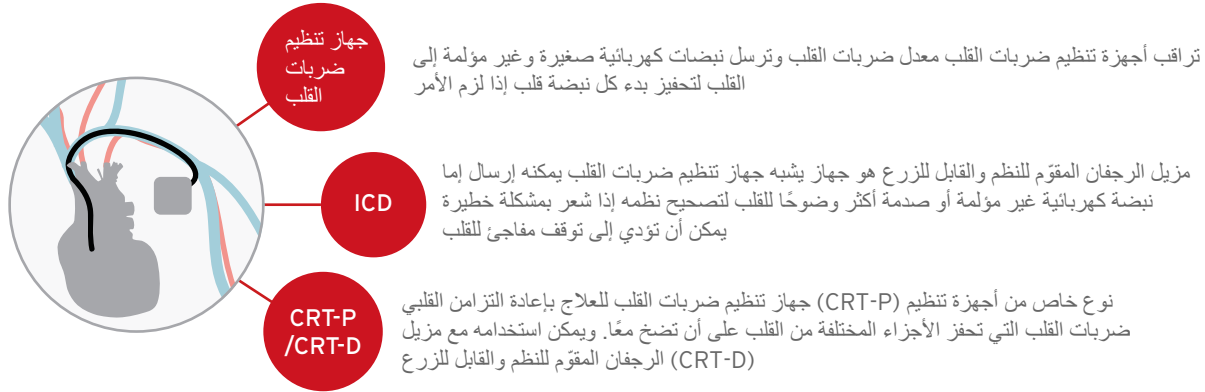 جهاز تنظيم
ضربات
القلب
تراقب أجهزة تنظيم ضربات القلب معدل ضربات القلب وترسل نبضات كهربائية صغيرة وغير مؤلمة إلى
القلب لتحفيز بدء كل نبضة قلب إذا لزم الأمر
ICD
مزيل الرجفان المقوّم للنظم والقابل للزرع هو جهاز يشبه جهاز تنظيم ضربات القلب يمكنه إرسال إما
نبضة كهربائية غير مؤلمة أو صدمة أكثر وضوحًا للقلب لتصحيح نظمه إذا شعر بمشكلة خطيرة
يمكن أن تؤدي إلى توقف مفاجئ للقلب
CRT-P
/CRT-D
نوع خاص من أجهزة تنظيم (CRT-P) جهاز تنظيم ضربات القلب للعلاج بإعادة التزامن القلبي
ضربات القلب التي تحفز الأجزاء المختلفة من القلب على أن تضخ معًا. ويمكن استخدامه مع مزيل
(CRT-D) الرجفان المقوّم للنظم والقابل للزرع